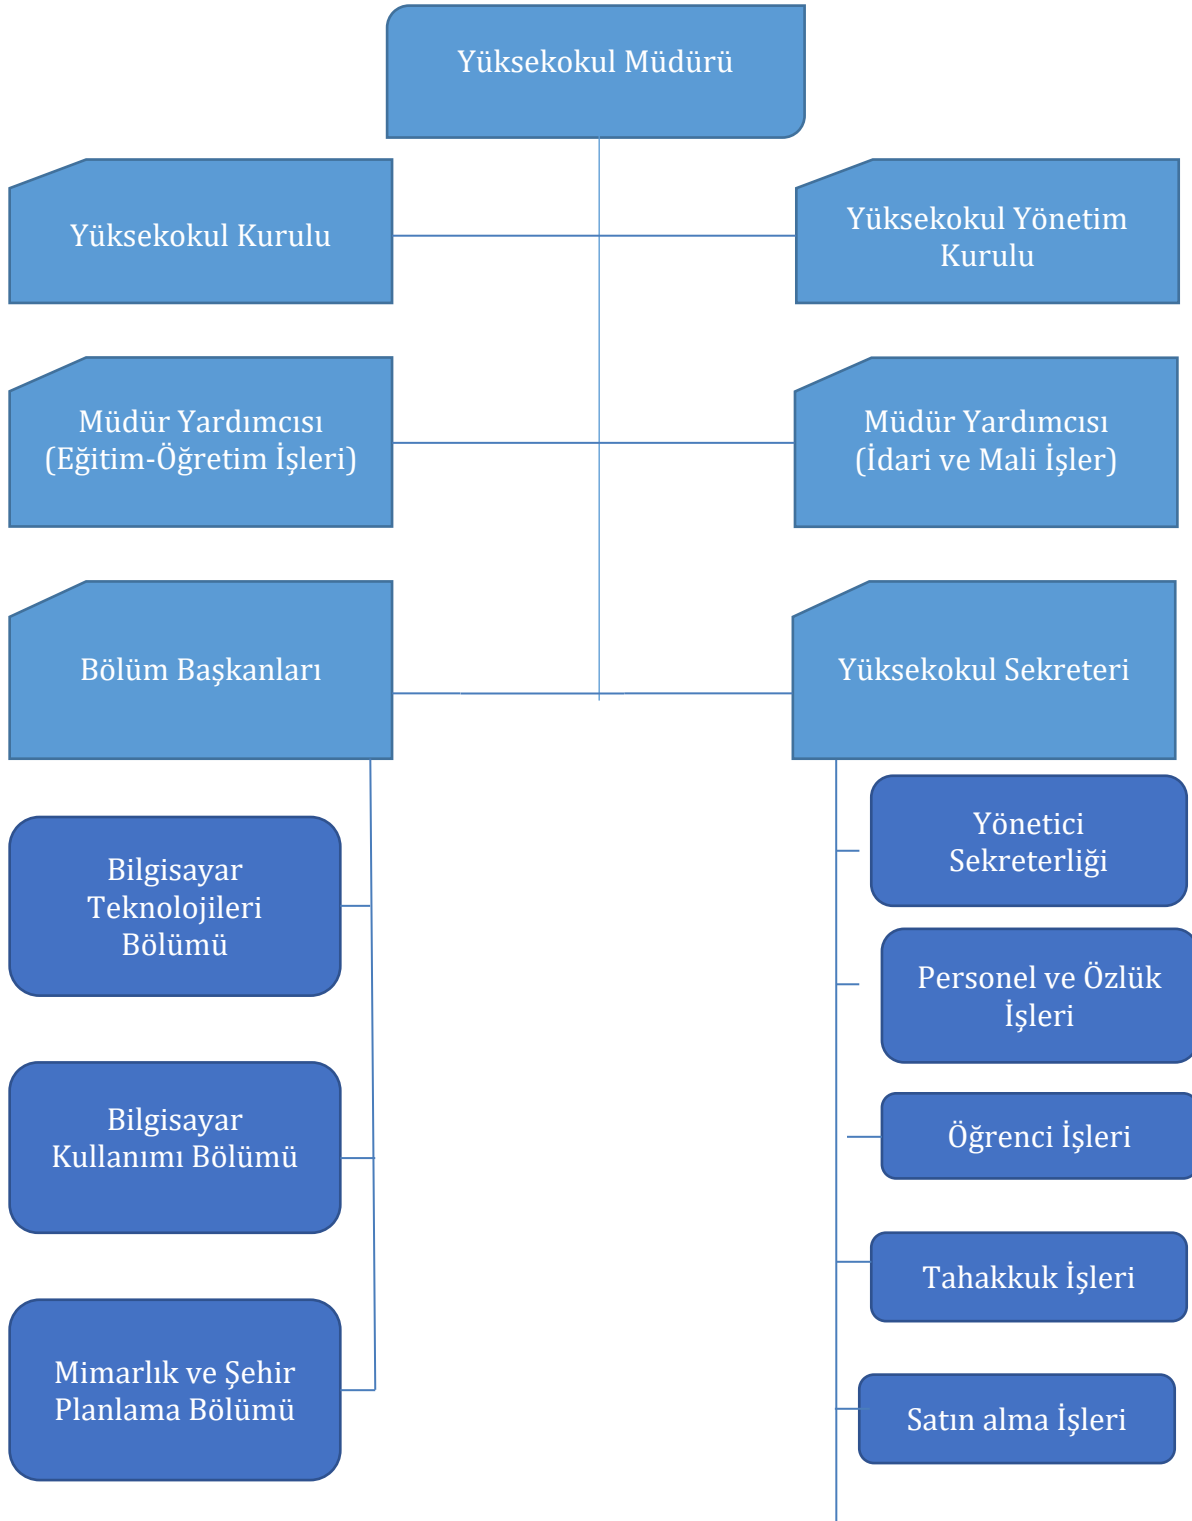 Yüksekokul Müdürü
Yüksekokul Kurulu
Yüksekokul Yönetim
Kurulu
Müdür Yardımcısı
(Eğitim-Öğretim İşleri)
Müdür Yardımcısı
(İdari ve Mali İşler)
Bölüm Başkanları
Yüksekokul Sekreteri
Bilgisayar
Teknolojileri
Bölümü
Bilgisayar
Kullanımı Bölümü
Mimarlık ve Şehir
Planlama Bölümü
Yönetici
Sekreterliği
Personel ve Özlük
İşleri
Öğrenci İşleri
Tahakkuk İşleri
Satın alma İşleri